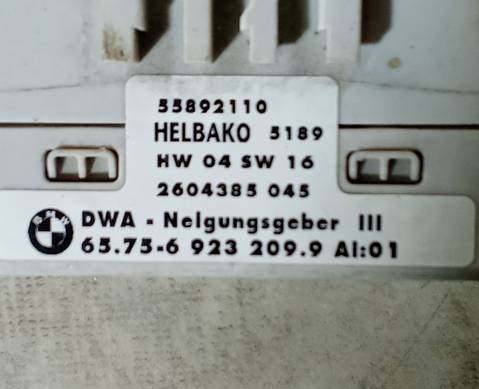 55892110
HELBAKO 5189
HW 04 SW 16
2604385 045
BMW DWA - Neigungsgeber III
65.75-6 923 209.9 AI:01